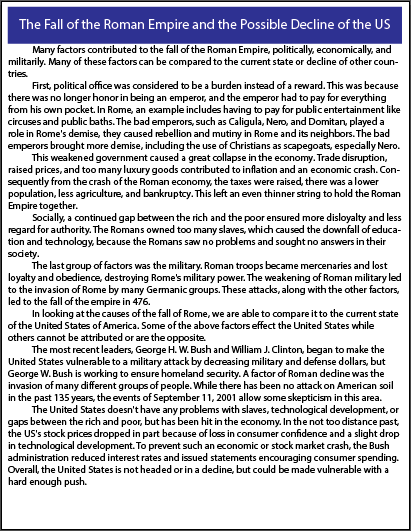 The Fall of the Roman Empire and the Possible Decline of the US
Many factors contributed to the fall of the Roman Empire, politically, economically, and
militarily. Many of these factors can be compared to the current state or decline of other coun-
tries.
First, political office was considered to be a burden instead of a reward. This was because
there was no longer honor in being an emperor, and the emperor had to pay for everything
from his own pocket. In Rome, an example includes having to pay for public entertainment like
circuses and public baths. The bad emperors, such as Caligula, Nero, and Domitan, played a
role in Rome's demise, they caused rebellion and mutiny in Rome and its neighbors. The bad
emperors brought more demise, including the use of Christians as scapegoats, especially Nero.
This weakened government caused a great collapse in the economy. Trade disruption,
raised prices, and too many luxury goods contributed to inflation and an economic crash. Con-
sequently from the crash of the Roman economy, the taxes were raised, there was a lower
population, less agriculture, and bankruptcy. This left an even thinner string to hold the Roman
Empire together.
Socially, a continued gap between the rich and the poor ensured more disloyalty and less
regard for authority. The Romans owned too many slaves, which caused the downfall of educa-
tion and technology, because the Romans saw no problems and sought no answers in their
society.
The last group of factors was the military. Roman troops became mercenaries and lost
loyalty and obedience, destroying Rome's military power. The weakening of Roman military led
to the invasion of Rome by many Germanic groups. These attacks, along with the other factors,
led to the fall of the empire in 476.
In looking at the causes of the fall of Rome, we are able to compare it to the current state
of the United States of America. Some of the above factors effect the United States while
others cannot be attributed or are the opposite.
The most recent leaders, George H. W. Bush and William J. Clinton, began to make the
United States vulnerable to a military attack by decreasing military and defense dollars, but
George W. Bush is working to ensure homeland security. A factor of Roman decline was the
invasion of many different groups of people. While there has been no attack on American soil
in the past 135 years, the events of September 11, 2001 allow some skepticism in this area.
The United States doesn't have any problems with slaves, technological development, or
gaps between the rich and poor, but has been hit in the economy. In the not too distance past,
the US's stock prices dropped in part because of loss in consumer confidence and a slight drop
in technological development. To prevent such an economic or stock market crash, the Bush
administration reduced interest rates and issued statements encouraging consumer spending.
Overall, the United States is not headed or in a decline, but could be made vulnerable with a
hard enough push.